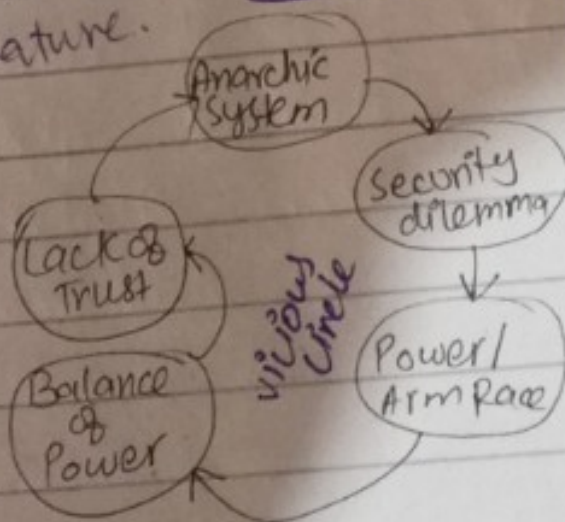 ature.
Anarchic
System
Security
dilemma
Power/
Arm Race
Balance
of
Power
Lack of
Trust
vicious
Circle